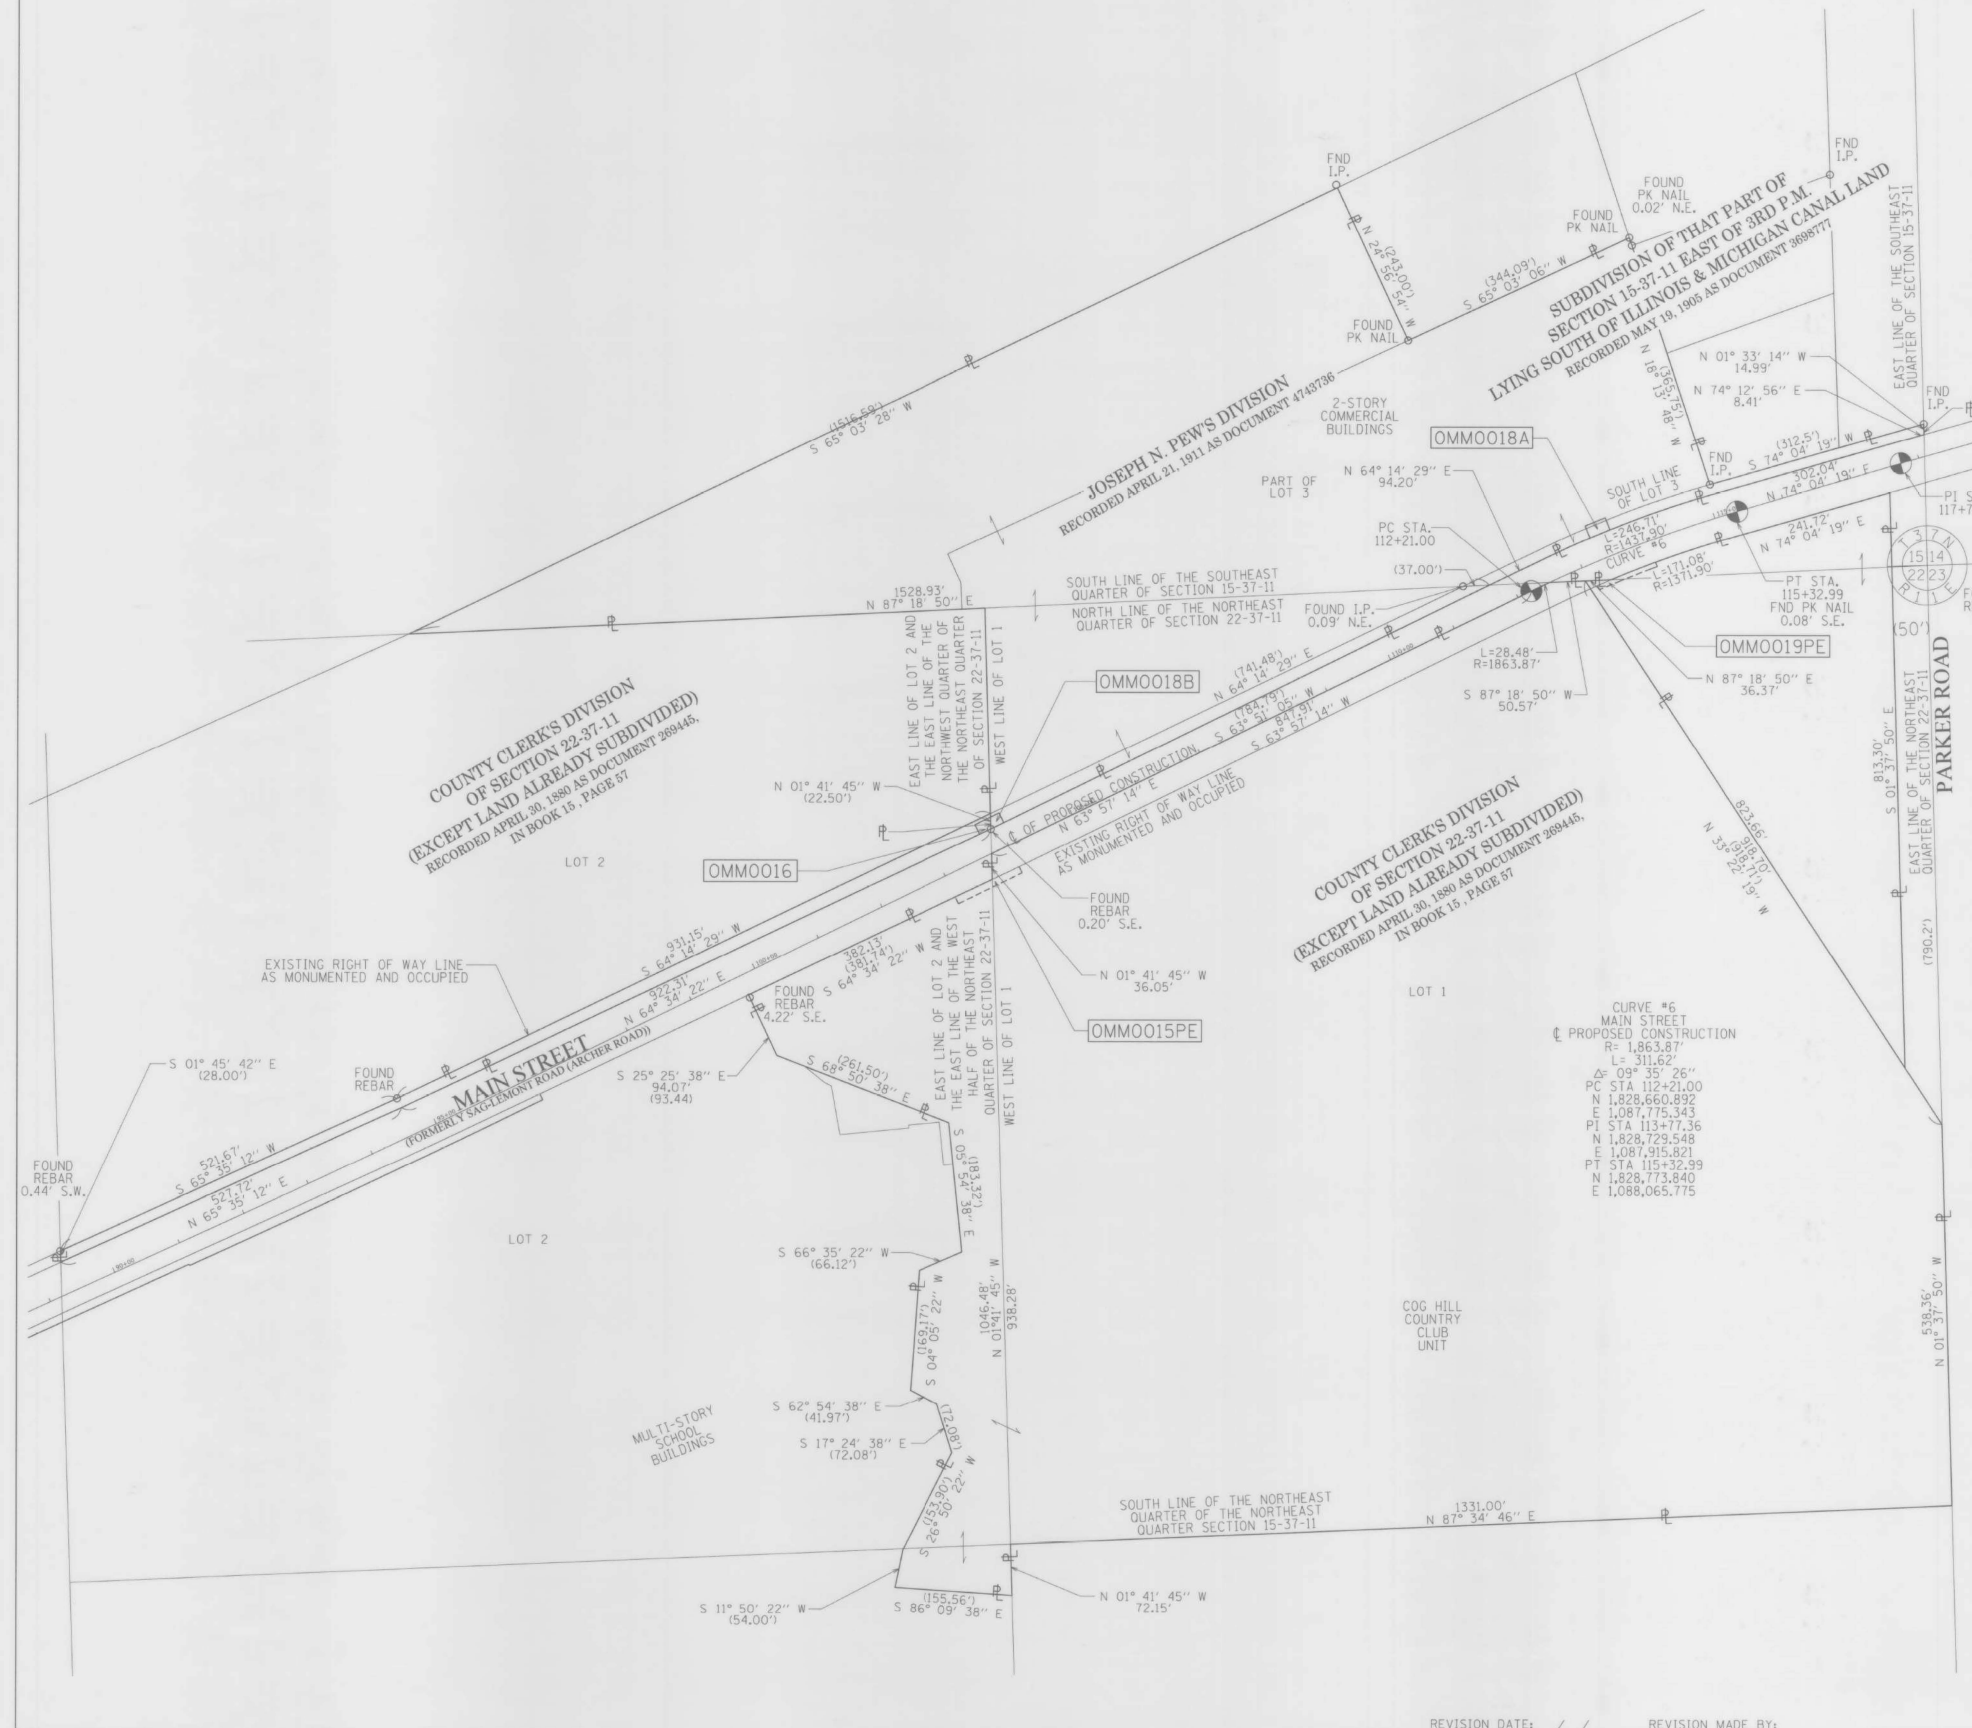 FND
I.P.
FND
I.P.
FOUND
PK NAIL
0.02' N.E.
FOUND
PK NAIL
N 24° 56' 54" W
(243.00')
(344.09')
S 65° 03' 06" W
FOUND
PK NAIL
SUBDIVISION OF THAT PART OF
SECTION 15-37-11 EAST OF 3RD P.M.
LYING SOUTH OF ILLINOIS & MICHIGAN CANAL LAND
RECORDED MAY 19, 1905 AS DOCUMENT 3698777
EAST LINE OF THE SOUTHEAST
QUARTER OF SECTION 15-37-11
N 01° 33' 14" W
14.99'
N 74° 12' 56" E
8.41'
FND
I.P.
(1516.59')
S 65° 03' 28" W
JOSEPH N. PEW'S DIVISION
RECORDED APRIL 21, 1911 AS DOCUMENT 4743736
2-STORY
COMMERCIAL
BUILDINGS
N 18° 13' 48" W
(365.75')
OMM0018A
FND
I.P.
(312.5')
S 74° 04' 19" W
302.04'
N 74° 04' 19" E
PART OF
LOT 3
N 64° 14' 29" E
94.20'
SOUTH LINE
OF LOT 3
PC STA.
112+21.00
L=246.71'
R=1437.90'
CURVE #6
241.72'
N 74° 04' 19" E
T 37 N
15 14
22 23
R 11 E
(37.00')
L=171.08'
R=1371.90'
PT STA.
115+32.99
FND PK NAIL
0.08' S.E.
(50')
1528.93'
N 87° 18' 50" E
SOUTH LINE OF THE SOUTHEAST
QUARTER OF SECTION 15-37-11
NORTH LINE OF THE NORTHEAST
QUARTER OF SECTION 22-37-11
FOUND I.P.
0.09' N.E.
OMM0019PE
L=28.48'
R=1863.87'
N 87° 18' 50" E
36.37'
S 87° 18' 50" W
50.57'
PARKER ROAD
EAST LINE OF THE NORTHEAST
QUARTER OF SECTION 22-37-11
813.30'
S 01° 37' 50" E
(790.2')
EAST LINE OF LOT 2 AND
THE EAST LINE OF THE
NORTHWEST QUARTER OF
THE NORTHEAST QUARTER
OF SECTION 22-37-11
WEST LINE OF LOT 1
OMM0018B
(741.48')
N 64° 14' 29" E
(784.79')
S 63° 51' 05" W
847.91'
S 63° 57' 14" W
COUNTY CLERK'S DIVISION
OF SECTION 22-37-11
(EXCEPT LAND ALREADY SUBDIVIDED)
RECORDED APRIL 30, 1880 AS DOCUMENT 269445,
IN BOOK 15, PAGE 57
N 01° 41' 45" W
(22.50')
℄ OF PROPOSED CONSTRUCTION
N 63° 57' 14" E
EXISTING RIGHT OF WAY LINE
AS MONUMENTED AND OCCUPIED
LOT 2
OMM0016
COUNTY CLERK'S DIVISION
OF SECTION 22-37-11
(EXCEPT LAND ALREADY SUBDIVIDED)
RECORDED APRIL 30, 1880 AS DOCUMENT 269445,
IN BOOK 15, PAGE 57
823.66'
918.70'
(918.71')
N 33° 22' 19" W
FOUND
REBAR
0.20' S.E.
931.15'
S 64° 14' 29" W
922.31'
N 64° 34' 22" E
382.13'
(381.74')
S 64° 34' 22" W
EXISTING RIGHT OF WAY LINE
AS MONUMENTED AND OCCUPIED
N 01° 41' 45" W
36.05'
OMM0015PE
EAST LINE OF LOT 2 AND
THE EAST LINE OF THE WEST
HALF OF THE NORTHEAST
QUARTER OF SECTION 22-37-11
WEST LINE OF LOT 1
FOUND
REBAR
4.22' S.E.
LOT 1
CURVE #6
MAIN STREET
℄ PROPOSED CONSTRUCTION
R= 1,863.87'
L= 311.62'
Δ= 09° 35' 26"
PC STA 112+21.00
N 1,828,660.892
E 1,087,775.343
PI STA 113+77.36
N 1,828,729.548
E 1,087,915.821
PT STA 115+32.99
N 1,828,773.840
E 1,088,065.775
S 01° 45' 42" E
(28.00')
FOUND
REBAR
MAIN STREET
(FORMERLY SAG-LEMONT ROAD (ARCHER ROAD))
S 25° 25' 38" E
94.07'
(93.44)
(261.50')
S 68° 50' 38" E
FOUND
REBAR
0.44' S.W.
521.67'
S 65° 35' 12" W
527.72'
N 65° 35' 12" E
S 05° 54' 38" E
(183.32')
LOT 2
S 66° 35' 22" W
(66.12')
(169.17')
S 04° 05' 22" W
1046.48'
N 01°41' 45" W
938.28'
COG HILL
COUNTRY
CLUB
UNIT
538.36'
N 01° 37' 50" W
S 62° 54' 38" E
(41.97')
S 17° 24' 38" E
(72.08')
(72.08')
MULTI-STORY
SCHOOL
BUILDINGS
(153.90')
S 26° 50' 22" W
SOUTH LINE OF THE NORTHEAST
QUARTER OF THE NORTHEAST
QUARTER SECTION 15-37-11
1331.00'
N 87° 34' 46" E
S 11° 50' 22" W
(54.00')
(155.56')
S 86° 09' 38" E
N 01° 41' 45" W
72.15'
REVISION DATE: / / REVISION MADE BY: